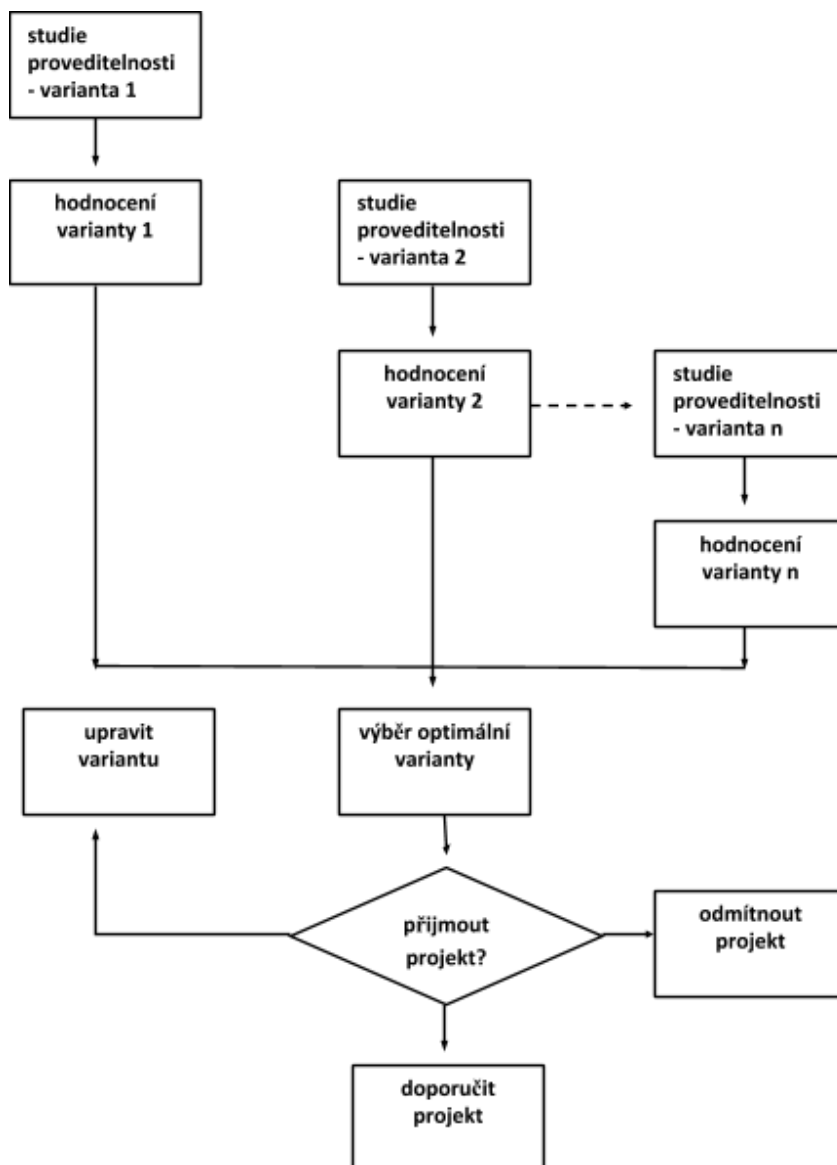 studie
proveditelnosti
- varianta 1
hodnocení
varianty 1
studie
proveditelnosti
- varianta 2
hodnocení
varianty 2
studie
proveditelnosti
- varianta n
hodnocení
varianty n
upravit
variantu
výběr optimální
varianty
přijmout
projekt?
odmítnout
projekt
doporučit
projekt